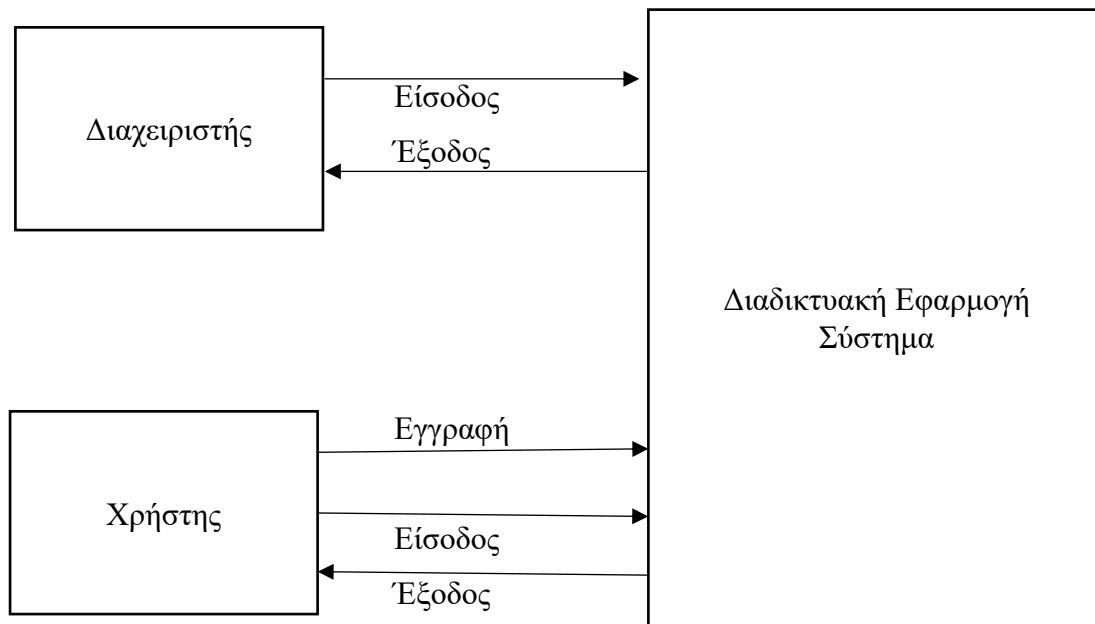 Διαχειριστής
Είσοδος
Έξοδος
Διαδικτυακή Εφαρμογή
Σύστημα
Χρήστης
Εγγραφή
Είσοδος
Έξοδος